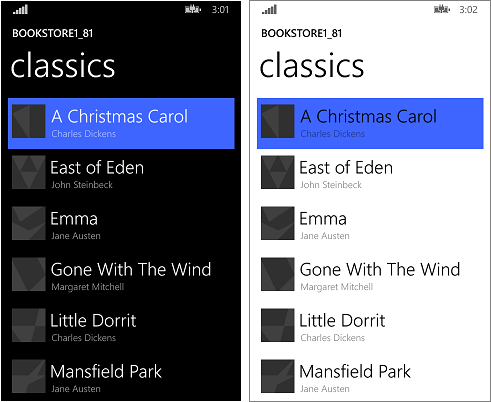 3:01
BOOKSTORE1_81
classics
A Christmas Carol
Charles Dickens
East of Eden
John Steinbeck
Emma
Jane Austen
Gone With The Wind
Margaret Mitchell
Little Dorrit
Charles Dickens
Mansfield Park
Jane Austen
3:02
BOOKSTORE1_81
classics
A Christmas Carol
Charles Dickens
East of Eden
John Steinbeck
Emma
Jane Austen
Gone With The Wind
Margaret Mitchell
Little Dorrit
Charles Dickens
Mansfield Park
Jane Austen